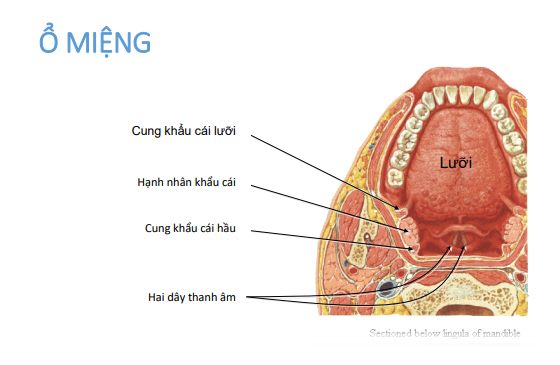 Ổ MIỆNG
Cung khẩu cái lưỡi
Lưỡi
Hạnh nhân khẩu cái
Cung khẩu cái hầu
Hai dây thanh âm
Sectioned below lingula of mandible